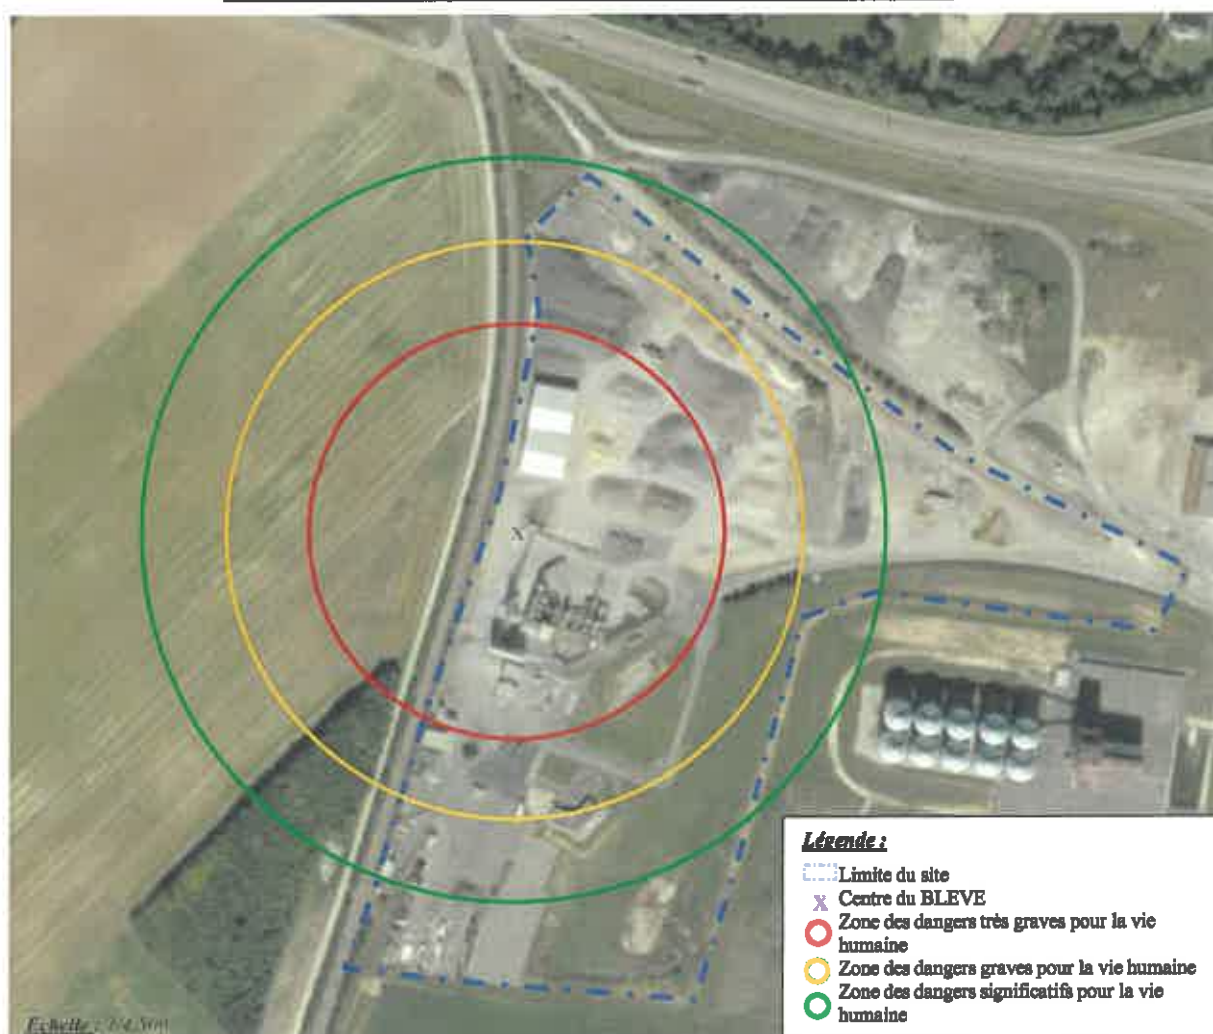 X
Légende :
Limite du site
X Centre du BLEVE
Zone des dangers très graves pour la vie
humaine
Zone des dangers graves pour la vie humaine
Zone des dangers significatifs pour la vie
humaine
Echelle :